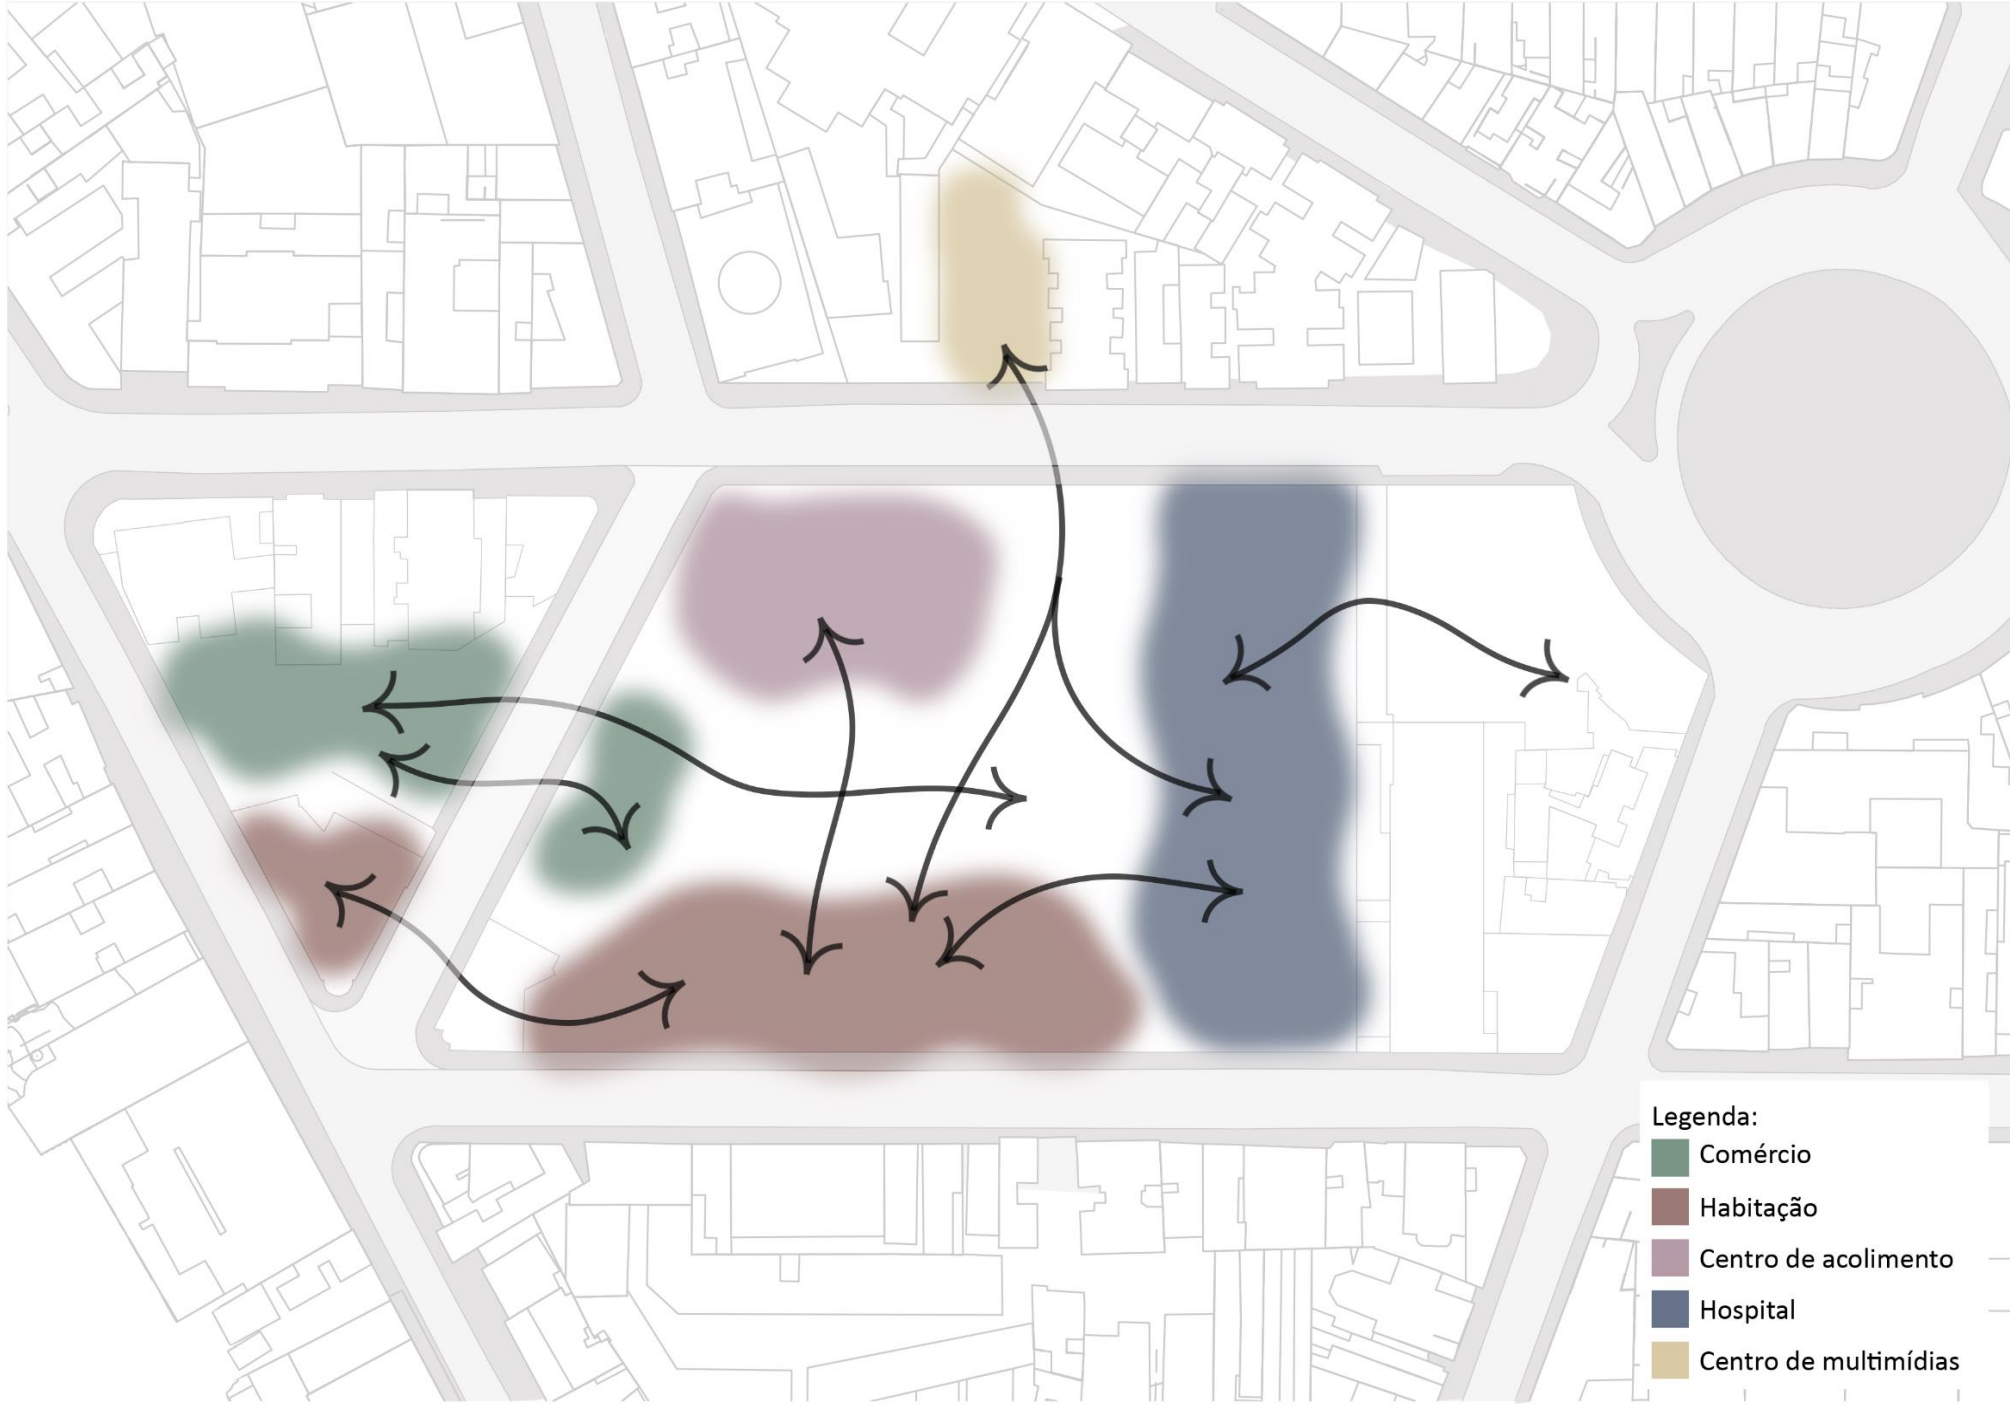 Legenda:
Comércio
Habitação
Centro de acolimento
Hospital
Centro de multimídias